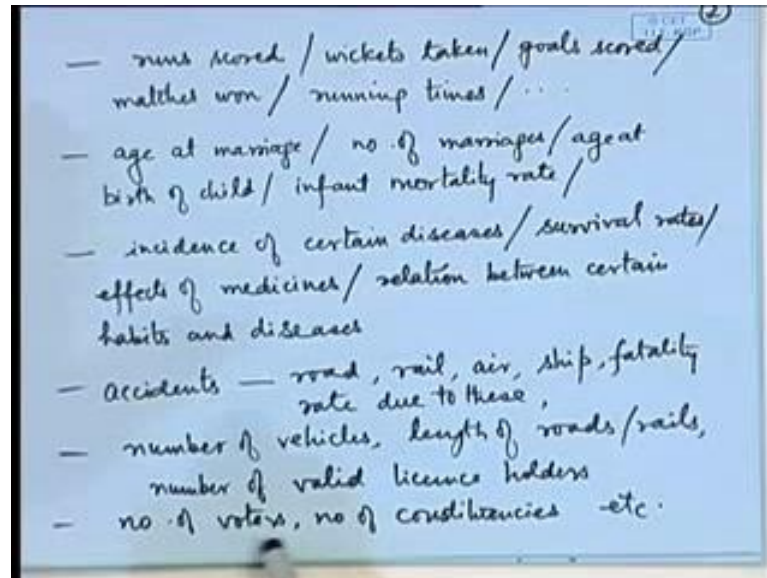 2
© CET
I.I.T. KGP
— runs scored / wickets taken / goals scored /
matches won / running times / ....
— age at marriage / no. of marriages / age at
birth of child / infant mortality rate /
— incidence of certain diseases / survival rates /
effects of medicines / relation between certain
habits and diseases
— accidents — road, rail, air, ship, fatality
rate due to these,
— number of vehicles, length of roads / rails,
number of valid licence holders
— no. of voters, no of constituencies etc.